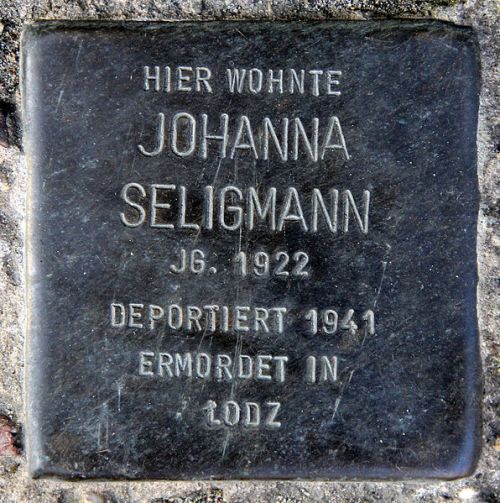 HIER WOHNTE
JOHANNA
SELIGMANN
JG. 1922
DEPORTIERT 1941
ERMORDET IN
LODZ